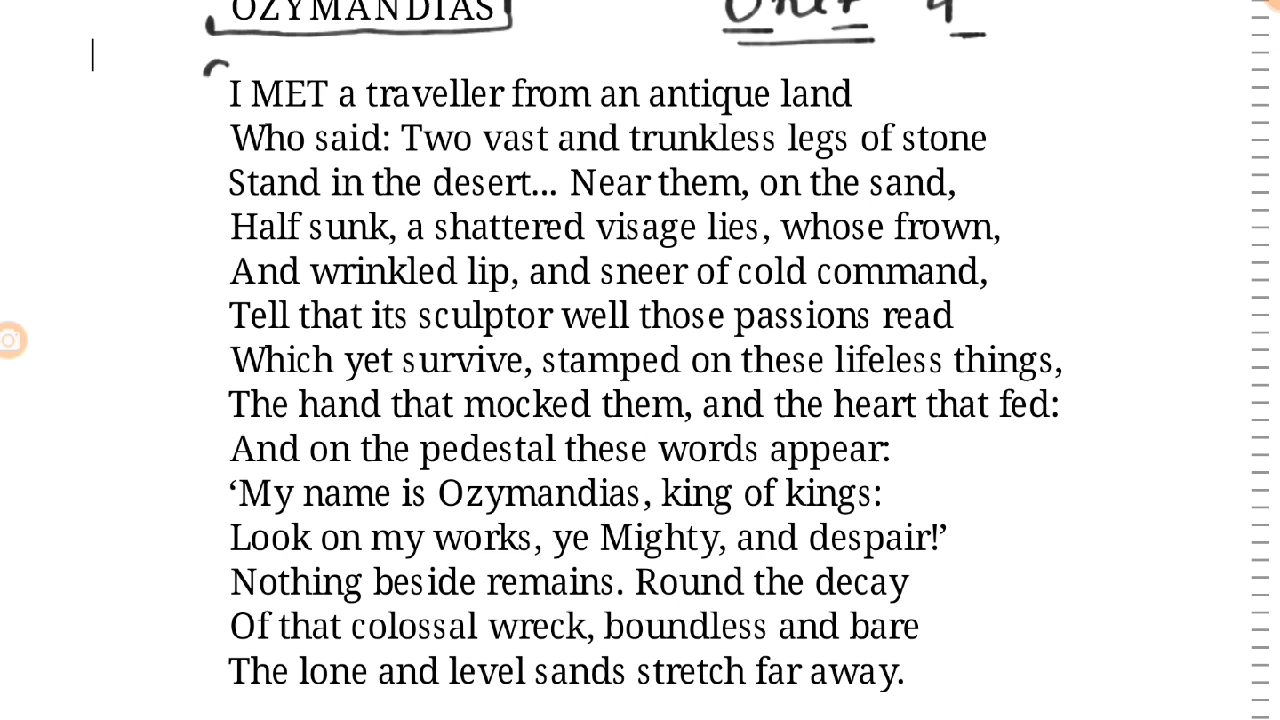 OZYMANDIAS
Unit 4
I MET a traveller from an antique land
Who said: Two vast and trunkless legs of stone
Stand in the desert... Near them, on the sand,
Half sunk, a shattered visage lies, whose frown,
And wrinkled lip, and sneer of cold command,
Tell that its sculptor well those passions read
Which yet survive, stamped on these lifeless things,
The hand that mocked them, and the heart that fed:
And on the pedestal these words appear:
‘My name is Ozymandias, king of kings:
Look on my works, ye Mighty, and despair!’
Nothing beside remains. Round the decay
Of that colossal wreck, boundless and bare
The lone and level sands stretch far away.